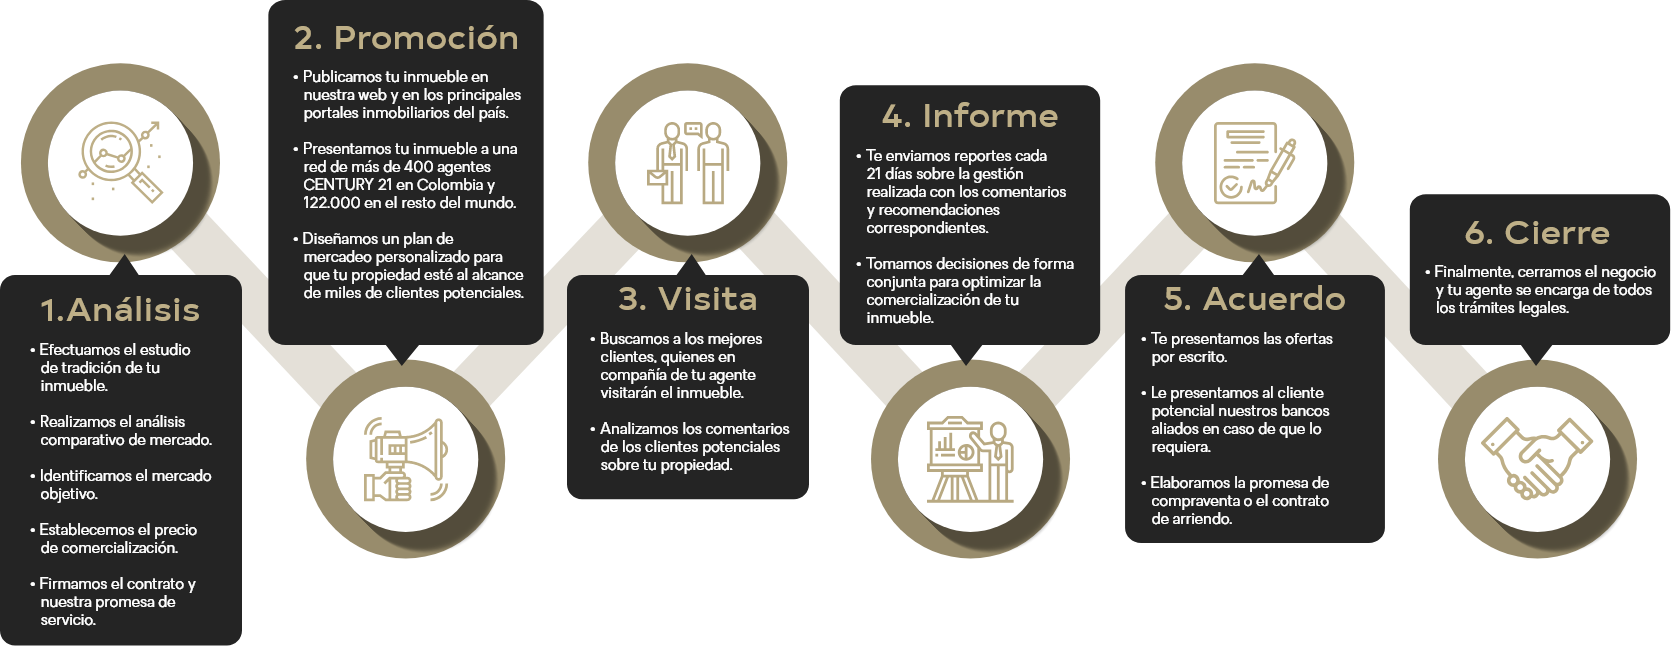 1.Análisis
• Efectuamos el estudio
de tradición de tu
inmueble.
• Realizamos el análisis
comparativo de mercado.
• Identificamos el mercado
objetivo.
• Establecemos el precio
de comercialización.
• Firmamos el contrato y
nuestra promesa de
servicio.
2. Promoción
• Publicamos tu inmueble en
nuestra web y en los principales
portales inmobiliarios del país.
• Presentamos tu inmueble a una
red de más de 400 agentes
CENTURY 21 en Colombia y
122.000 en el resto del mundo.
• Diseñamos un plan de
mercadeo personalizado para
que tu propiedad esté al alcance
de miles de clientes potenciales.
3. Visita
• Buscamos a los mejores
clientes, quienes en
compañía de tu agente
visitarán el inmueble.
• Analizamos los comentarios
de los clientes potenciales
sobre tu propiedad.
4. Informe
• Te enviamos reportes cada
21 días sobre la gestión
realizada con los comentarios
y recomendaciones
correspondientes.
• Tomamos decisiones de forma
conjunta para optimizar la
comercialización de tu
inmueble.
5. Acuerdo
• Te presentamos las ofertas
por escrito.
• Le presentamos al cliente
potencial nuestros bancos
aliados en caso de que lo
requiera.
• Elaboramos la promesa de
compraventa o el contrato
de arriendo.
6. Cierre
• Finalmente, cerramos el negocio
y tu agente se encarga de todos
los trámites legales.